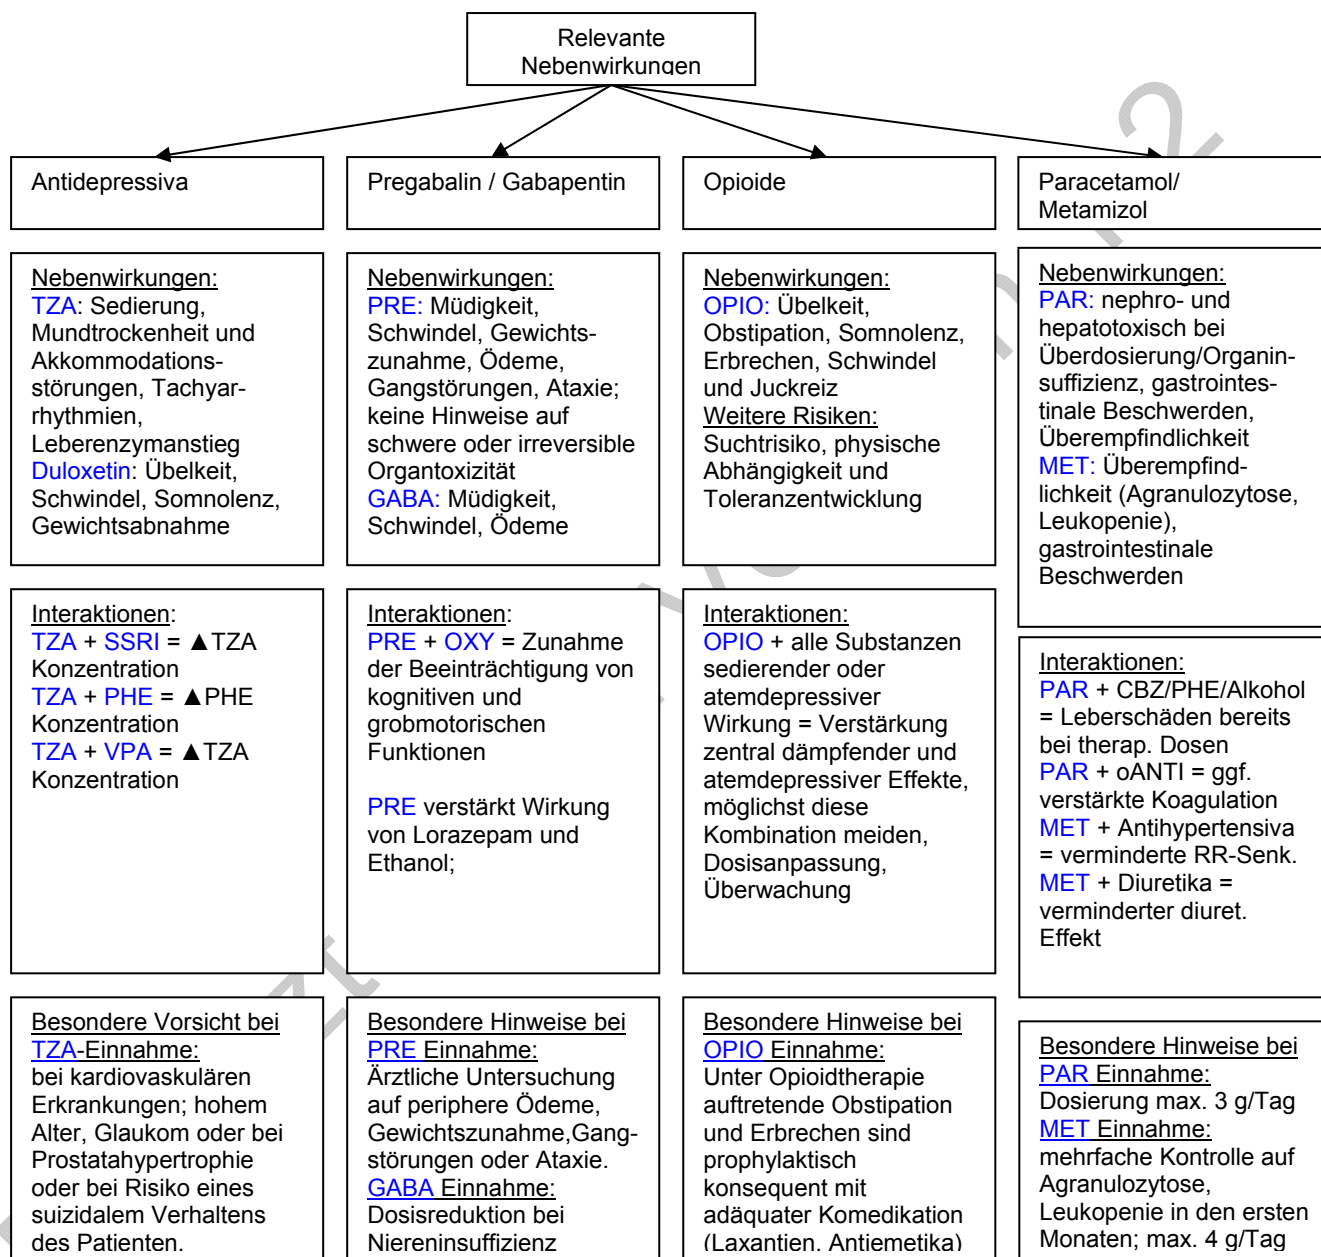 Relevante
Nebenwirkungen
Antidepressiva
Pregabalin / Gabapentin
Opioide
Paracetamol/
Metamizol
Nebenwirkungen:
TZA: Sedierung,
Mundtrockenheit und
Akkommodations-
störungen, Tachyar-
rhythmien,
Leberenzymanstieg
Duloxetin: Übelkeit,
Schwindel, Somnolenz,
Gewichtsabnahme
Nebenwirkungen:
PRE: Müdigkeit,
Schwindel, Gewichts-
zunahme, Ödeme,
Gangstörungen, Ataxie;
keine Hinweise auf
schwere oder irreversible
Organtoxizität
GABA: Müdigkeit,
Schwindel, Ödeme
Nebenwirkungen:
OPIO: Übelkeit,
Obstipation, Somnolenz,
Erbrechen, Schwindel
und Juckreiz
Weitere Risiken:
Suchtrisiko, physische
Abhängigkeit und
Toleranzentwicklung
Nebenwirkungen:
PAR: nephro- und
hepatotoxisch bei
Überdosierung/Organin-
suffizienz, gastrointes-
tinale Beschwerden,
Überempfindlichkeit
MET: Überempfind-
lichkeit (Agranulozytose,
Leukopenie),
gastrointestinale
Beschwerden
Interaktionen:
TZA + SSRI = ▲TZA
Konzentration
TZA + PHE = ▲PHE
Konzentration
TZA + VPA = ▲TZA
Konzentration
Interaktionen:
PRE + OXY = Zunahme
der Beeinträchtigung von
kognitiven und
grobmotorischen
Funktionen
PRE verstärkt Wirkung
von Lorazepam und
Ethanol;
Interaktionen:
OPIO + alle Substanzen
sedierender oder
atemdepressiver
Wirkung = Verstärkung
zentral dämpfender und
atemdepressiver Effekte,
möglichst diese
Kombination meiden,
Dosisanpassung,
Überwachung
Interaktionen:
PAR + CBZ/PHE/Alkohol
= Leberschäden bereits
bei therap. Dosen
PAR + oANTI = ggf.
verstärkte Koagulation
MET + Antihypertensiva
= verminderte RR-Senk.
MET + Diuretika =
verminderter diuret.
Effekt
Besondere Vorsicht bei
TZA-Einnahme:
bei kardiovaskulären
Erkrankungen; hohem
Alter, Glaukom oder bei
Prostatahypertrophie
oder bei Risiko eines
suizidalem Verhaltens
des Patienten.
Besondere Hinweise bei
PRE Einnahme:
Ärztliche Untersuchung
auf periphere Ödeme,
Gewichtszunahme,Gang-
störungen oder Ataxie.
GABA Einnahme:
Dosisreduktion bei
Niereninsuffizienz
Besondere Hinweise bei
OPIO Einnahme:
Unter Opioidtherapie
auftretende Obstipation
und Erbrechen sind
prophylaktisch
konsequent mit
adäquater Komedikation
(Laxantien, Antiemetika)
Besondere Hinweise bei
PAR Einnahme:
Dosierung max. 3 g/Tag
MET Einnahme:
mehrfache Kontrolle auf
Agranulozytose,
Leukopenie in den ersten
Monaten; max. 4 g/Tag